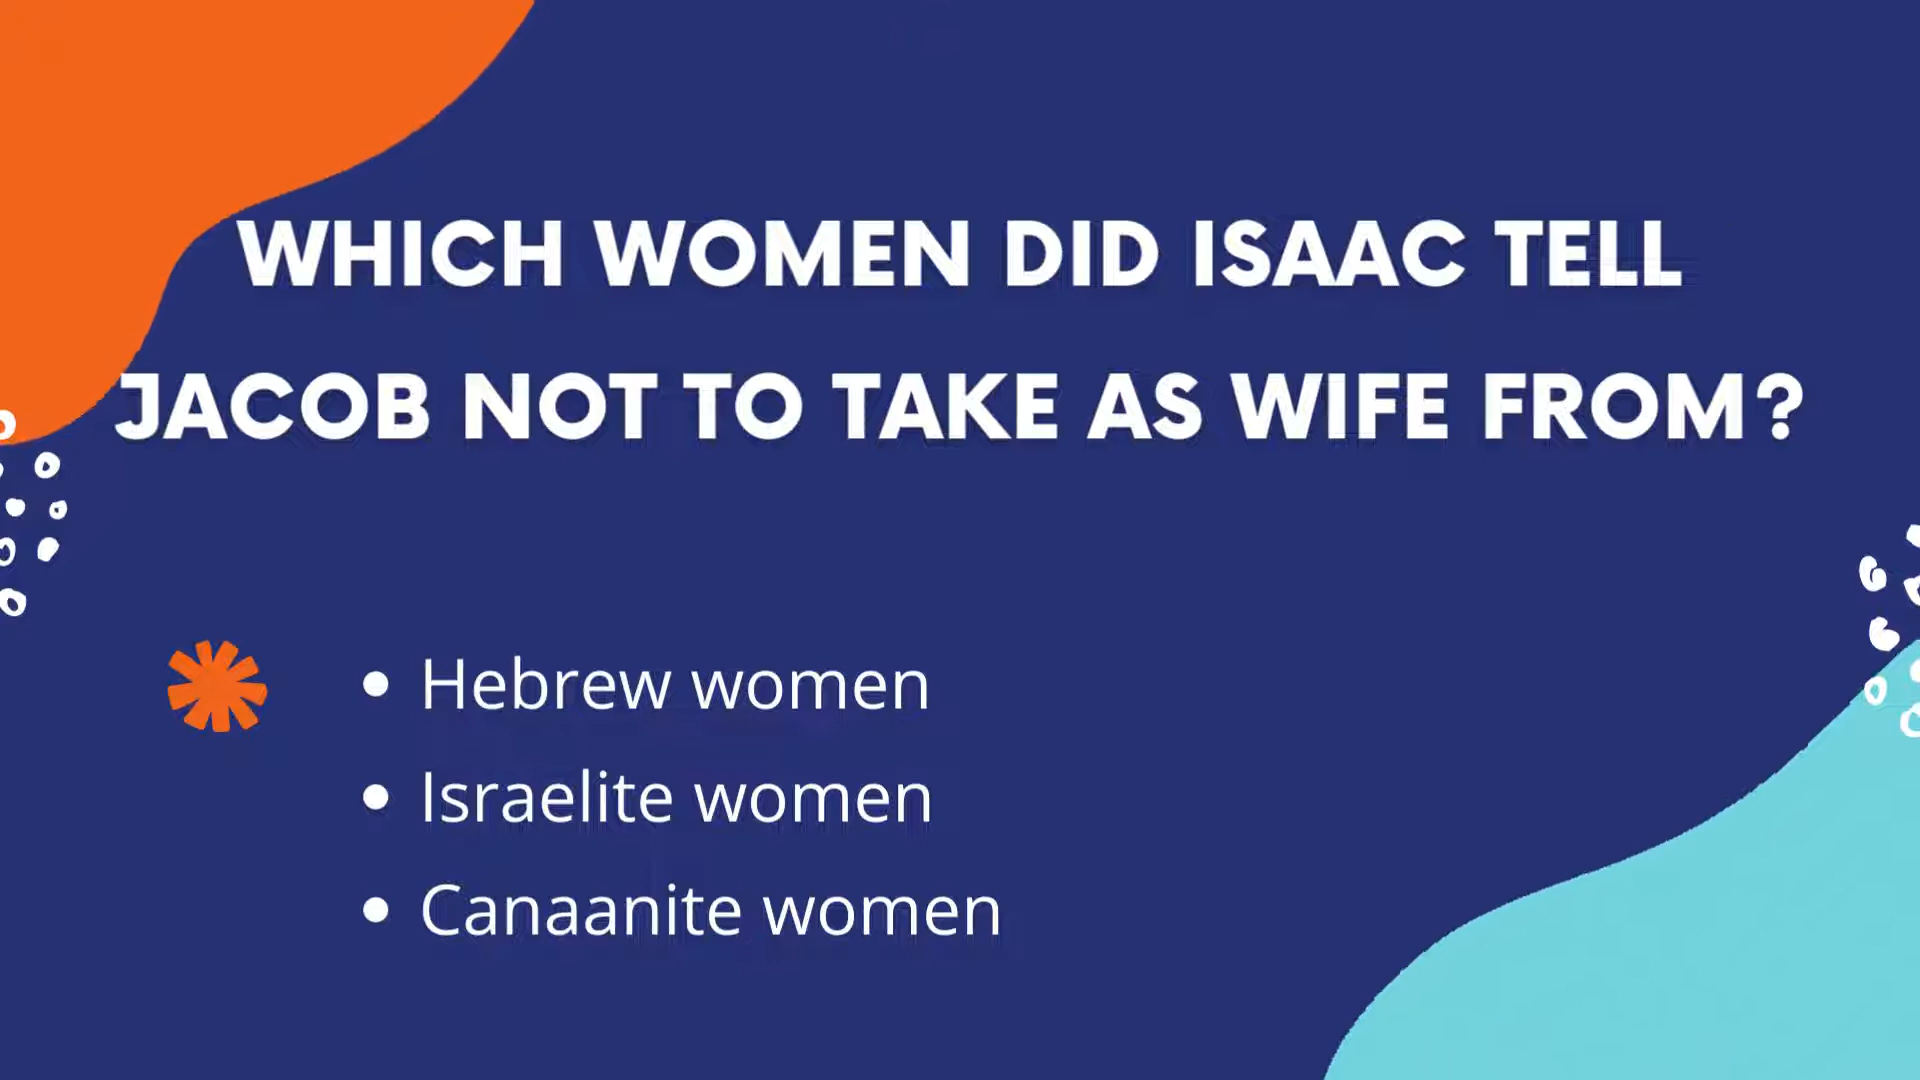 WHICH WOMEN DID ISAAC TELL
JACOB NOT TO TAKE AS WIFE FROM?
• Hebrew women
• Israelite women
• Canaanite women